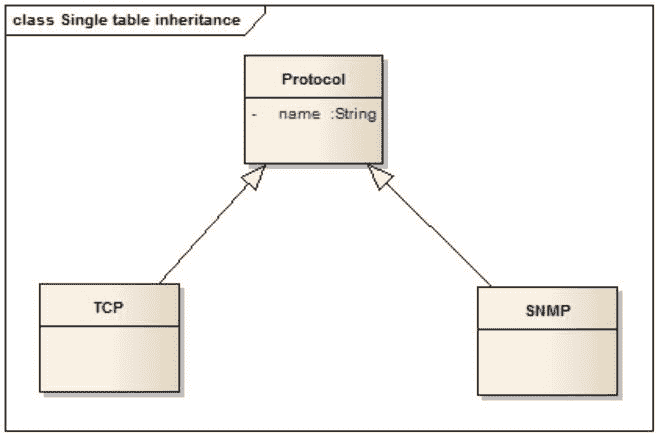 class Single table inheritance
Protocol
- name :String
TCP
SNMP